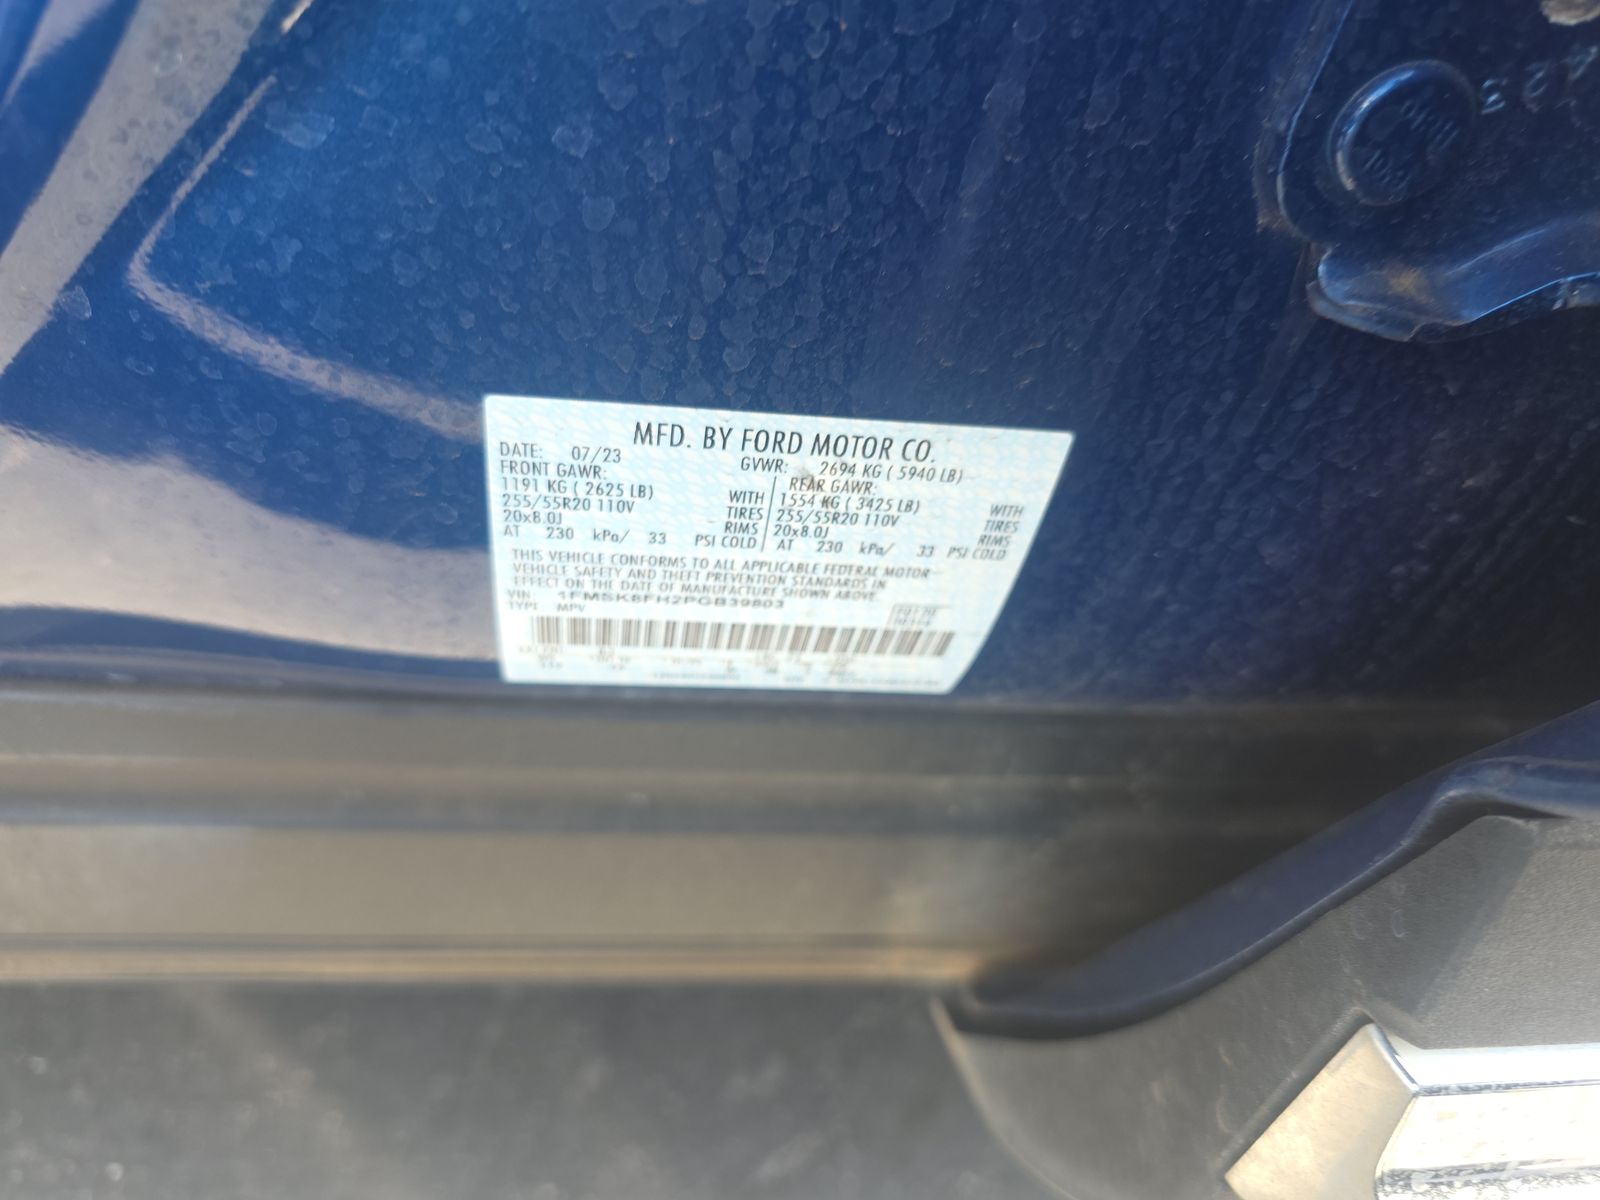 MFD. BY FORD MOTOR CO.
DATE: 07/23 GVWR: 2694 KG ( 5940 LB)
FRONT GAWR: REAR GAWR:
1191 KG ( 2625 LB) WITH 1554 KG ( 3425 LB) WITH
255/55R20 110V TIRES 255/55R20 110V TIRES
20x8.0J RIMS 20x8.0J RIMS
AT 230 kPa/ 33 PSI COLD AT 230 kPa/ 33 PSI COLD
THIS VEHICLE CONFORMS TO ALL APPLICABLE FEDERAL MOTOR
VEHICLE SAFETY AND THEFT PREVENTION STANDARDS IN
EFFECT ON THE DATE OF MANUFACTURE SHOWN ABOVE.
VIN: 1FMSK8FH2PGB39803
TYPE: MPV